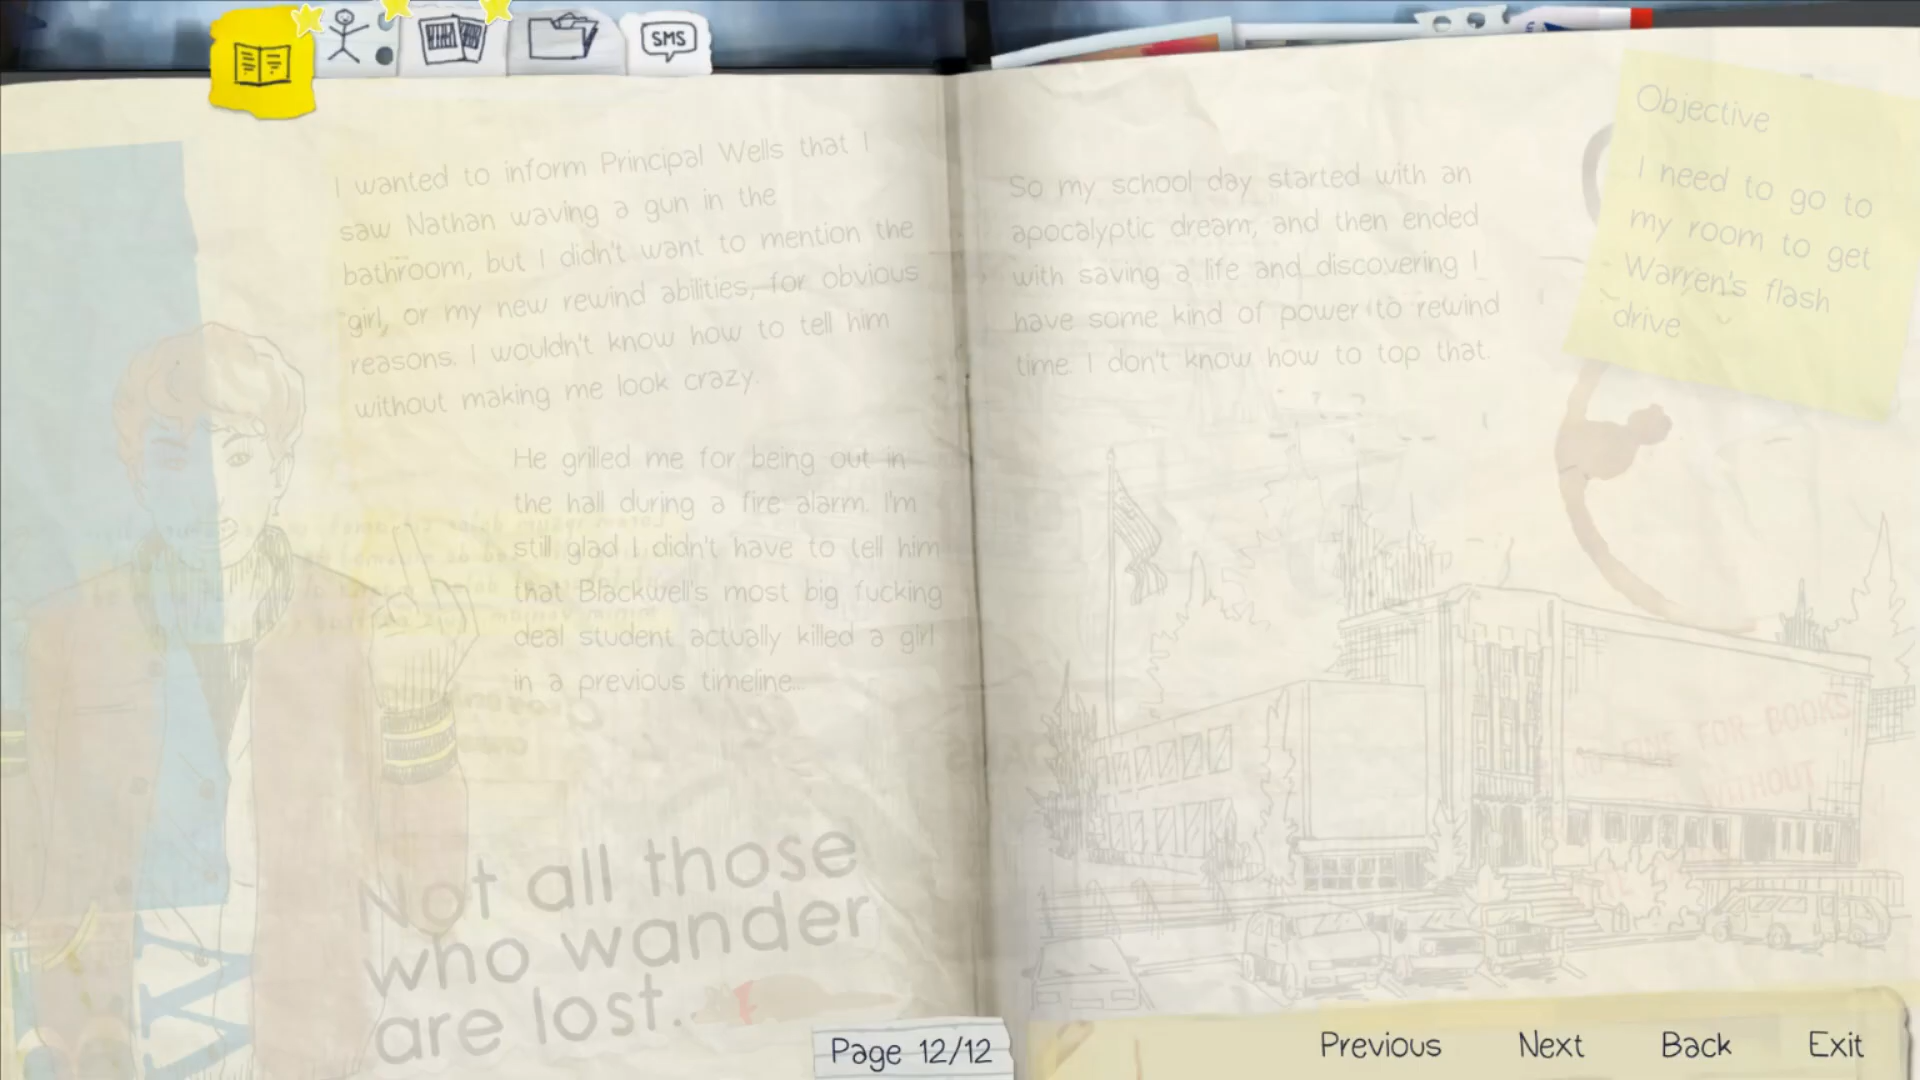 SMS
I wanted to inform Principal Wells that I
saw Nathan waving a gun in the
bathroom, but I didn't want to mention the
girl, or my new rewind abilities, for obvious
reasons. I wouldn't know how to tell him
without making me look crazy.
He grilled me for being out in
the hall during a fire alarm. I'm
still glad I didn't have to tell him
that Blackwell's most big fucking
deal student actually killed a girl
in a previous timeline...
Not all those
who wander
are lost.
W
Page 12/12
So my school day started with an
apocalyptic dream, and then ended
with saving a life and discovering I
have some kind of power to rewind
time. I don't know how to top that.
Objective
I need to go to
my room to get
Warren's flash
drive
FOR BOOKS
WITHOUT
Previous Next Back Exit